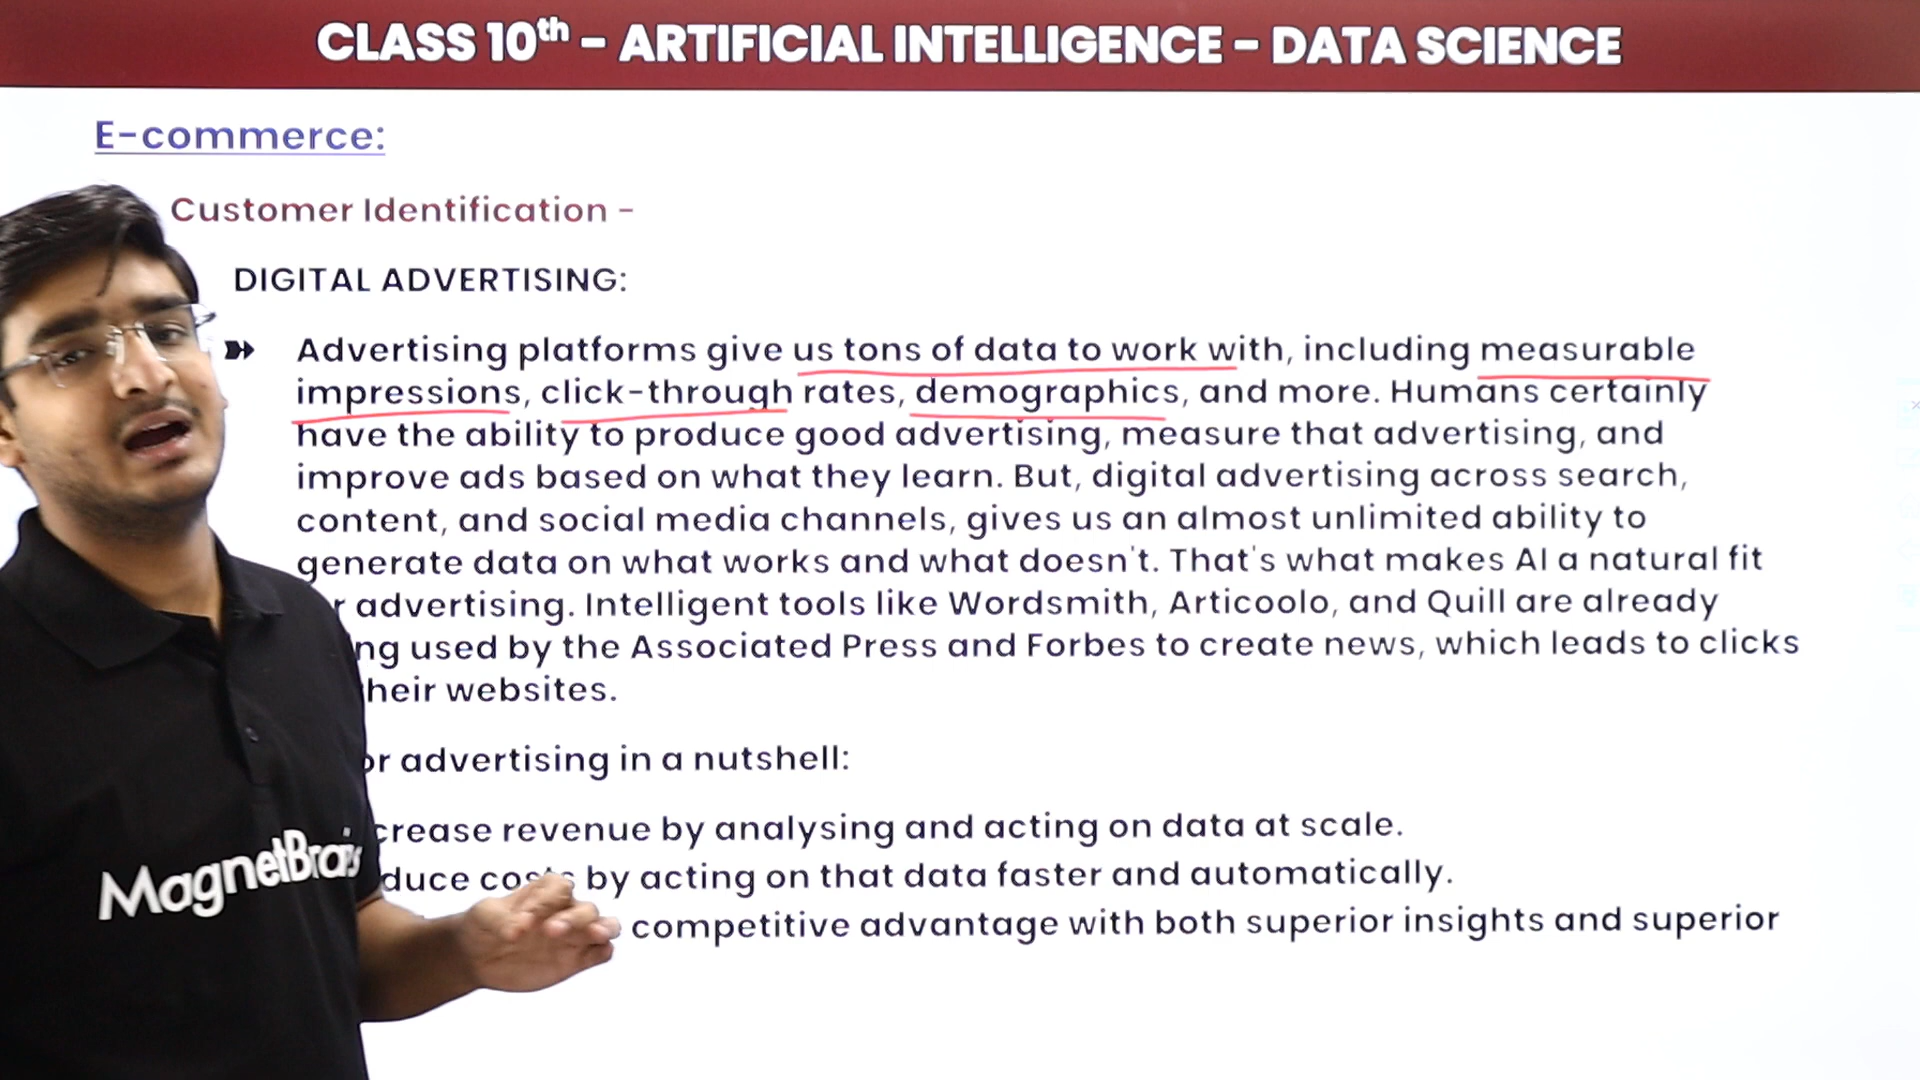 CLASS 10th - ARTIFICIAL INTELLIGENCE - DATA SCIENCE
E-commerce:
Customer Identification -
DIGITAL ADVERTISING:
Advertising platforms give us tons of data to work with, including measurable
impressions, click-through rates, demographics, and more. Humans certainly
have the ability to produce good advertising, measure that advertising, and
improve ads based on what they learn. But, digital advertising across search,
content, and social media channels, gives us an almost unlimited ability to
generate data on what works and what doesn't. That's what makes AI a natural fit
r advertising. Intelligent tools like Wordsmith, Articoolo, and Quill are already
ng used by the Associated Press and Forbes to create news, which leads to clicks
heir websites.
or advertising in a nutshell:
crease revenue by analysing and acting on data at scale.
duce costs by acting on that data faster and automatically.
competitive advantage with both superior insights and superior
MagnetBrains